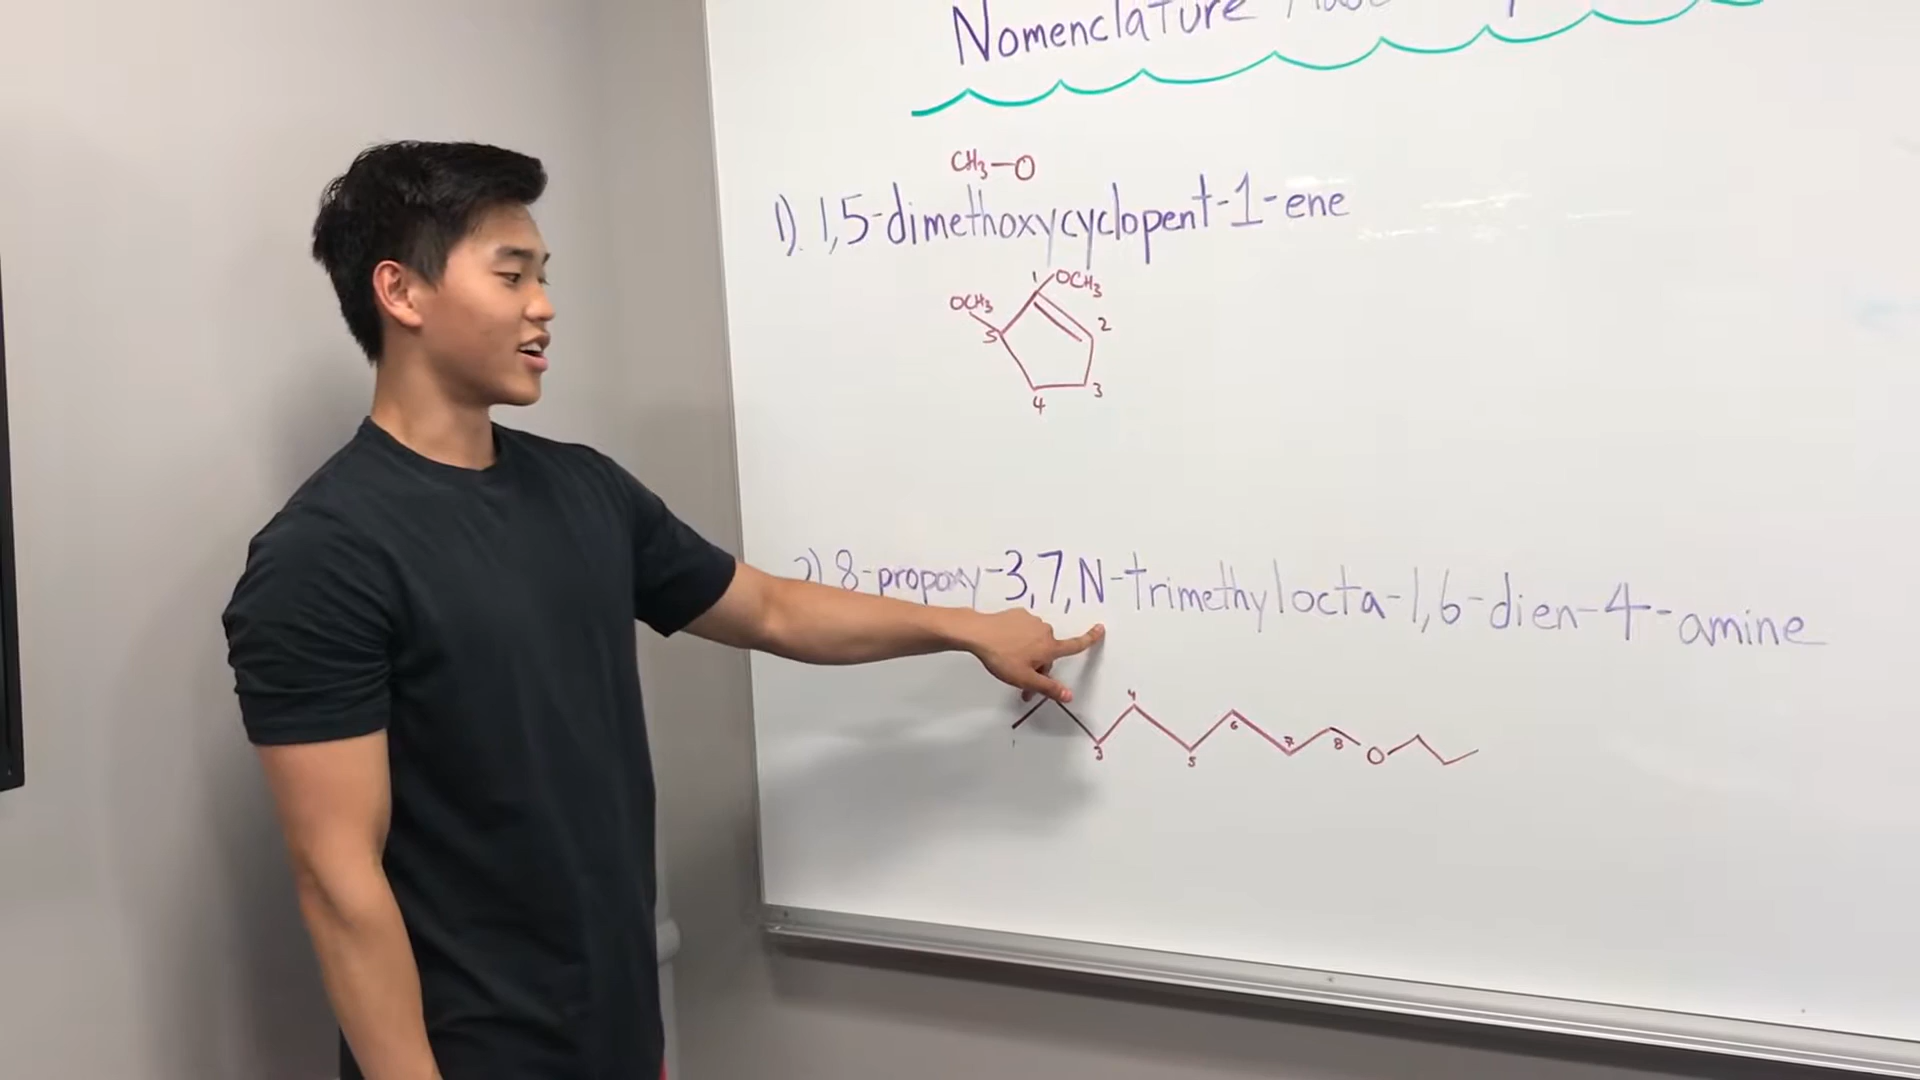 Nomenclature
CH3-O
1). 1,5-dimethoxycyclopent-1-ene
1 OCH3
OCH3
2
5
3
4
2) 8-propoxy-3,7,N-trimethylocta-1,6-dien-4-amine
4
6
7 8 O
1 3 5